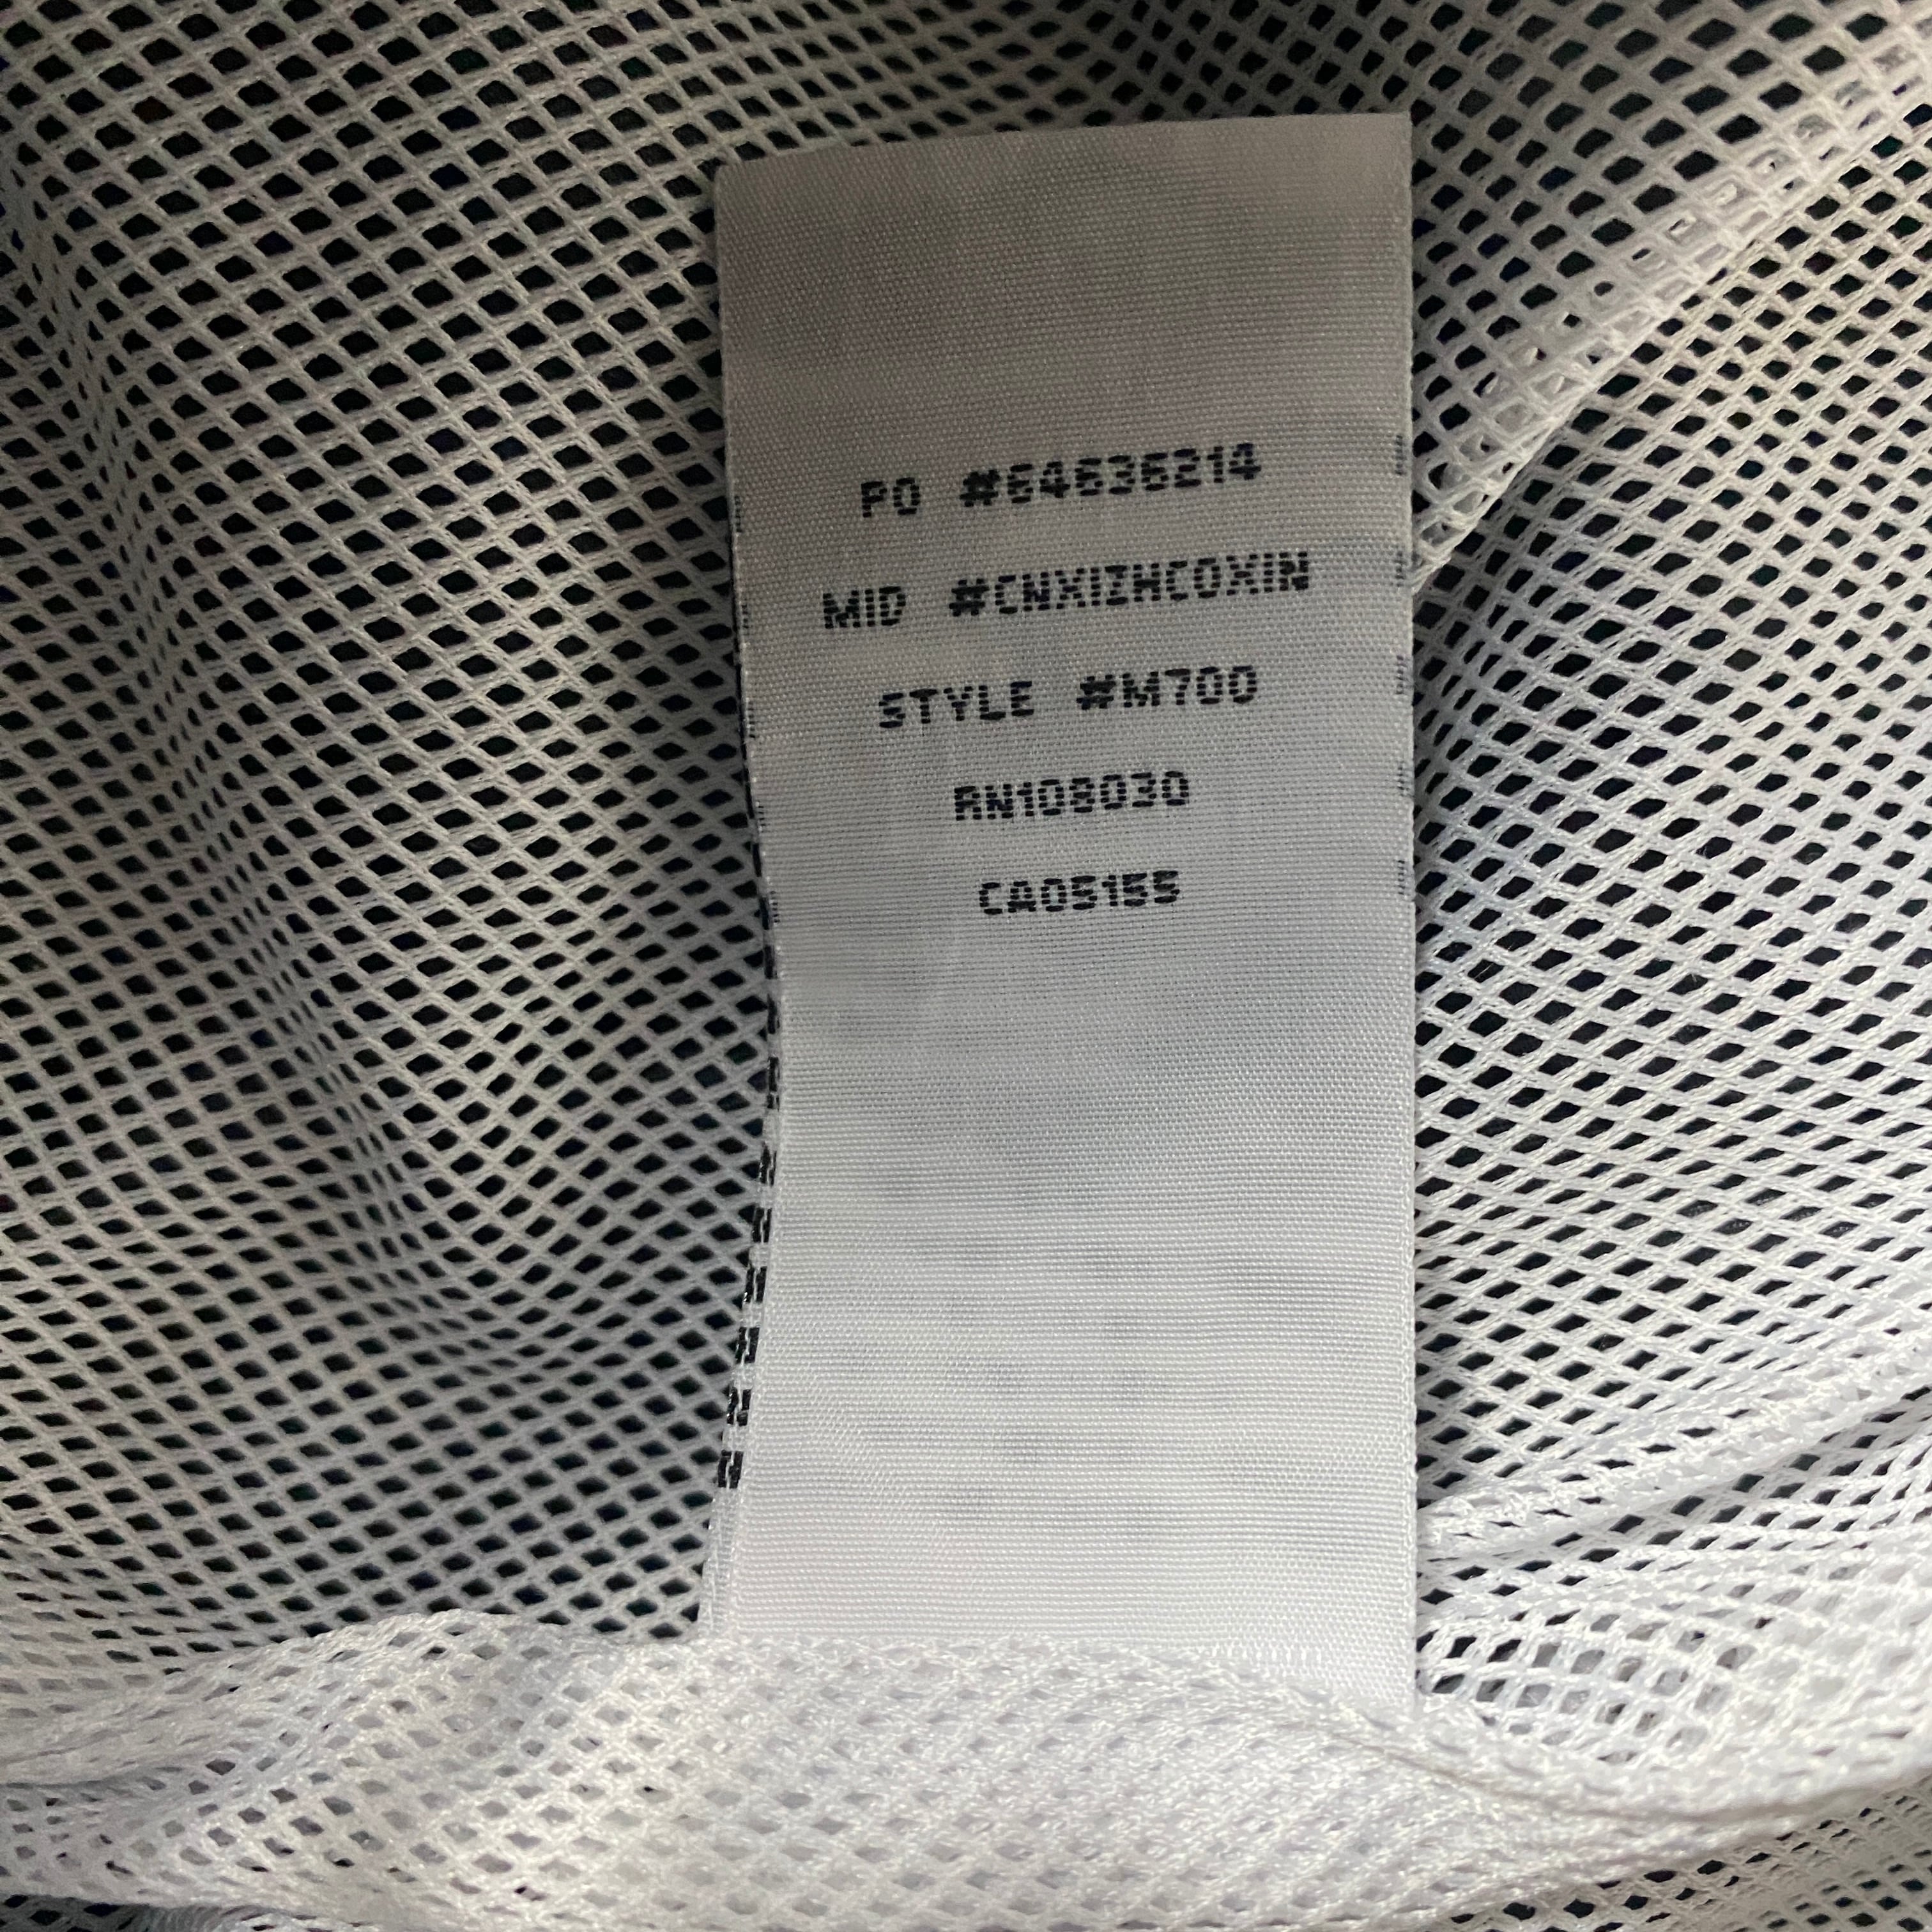 PO #64636214
MID #CNXIZHCOXIN
STYLE #M700
RN108030
CA05155